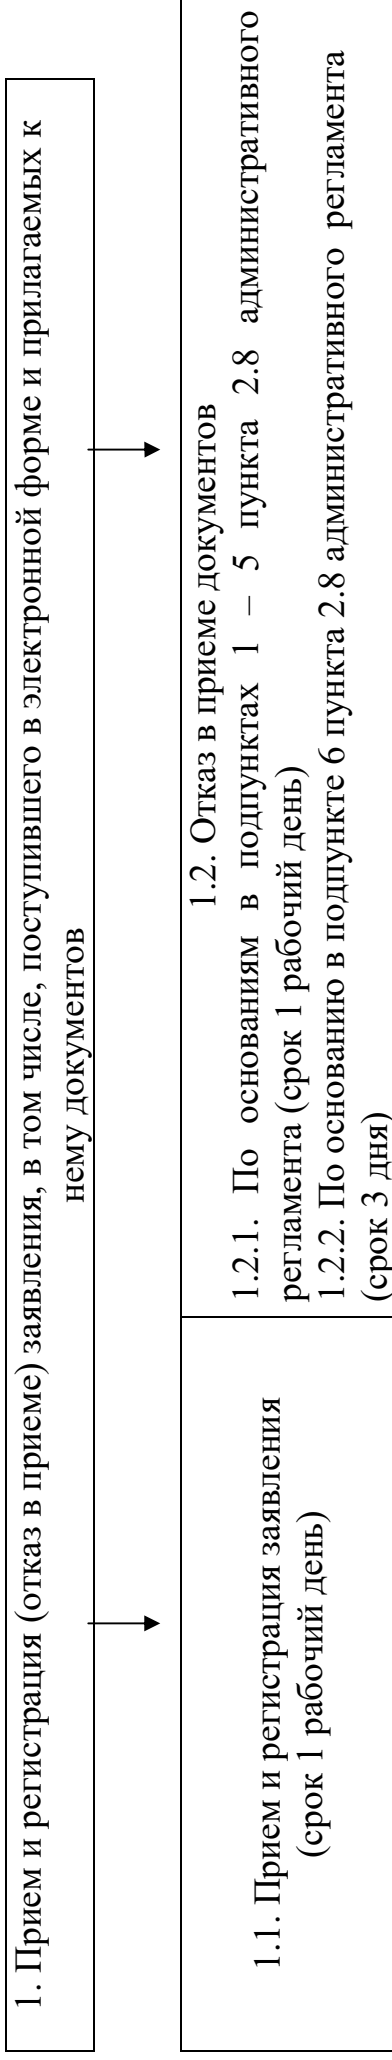 1. Прием и регистрация (отказ в приеме) заявления, в том числе, поступившего в электронной форме и прилагаемых к
нему документов
1.1. Прием и регистрация заявления
(срок 1 рабочий день)
1.2. Отказ в приеме документов
1.2.1. По основаниям в подпунктах 1 – 5 пункта 2.8 административного
регламента (срок 1 рабочий день)
1.2.2. По основанию в подпункте 6 пункта 2.8 административного регламента
(срок 3 дня)